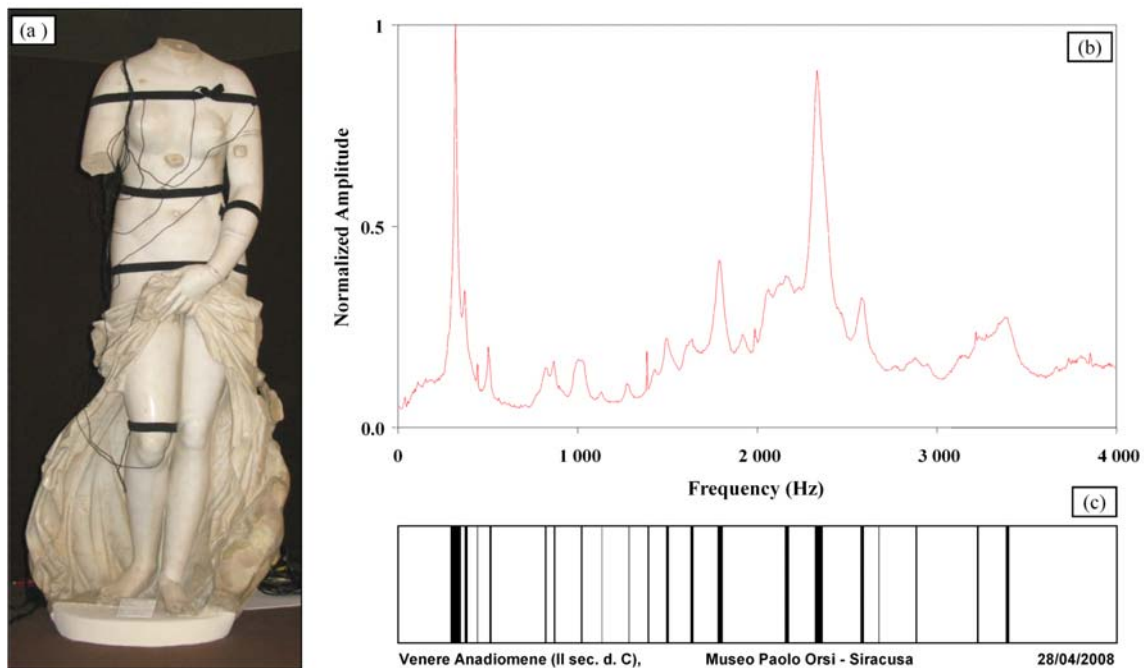 (a )
(b)
1
0.5
0.0
Normalized Amplitude
0
1 000
2 000
3 000
4 000
Frequency (Hz)
(c)
Venere Anadiomene (II sec. d. C), Museo Paolo Orsi - Siracusa 28/04/2008